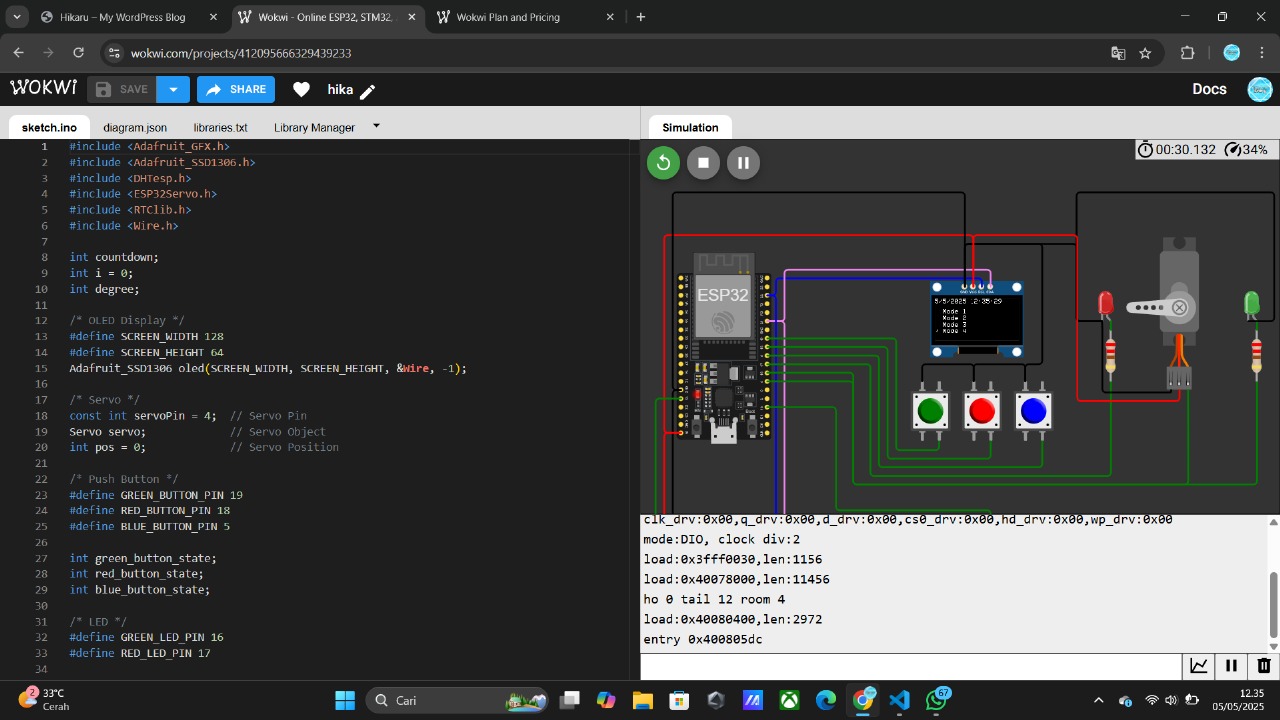 Hikaru – My WordPress Blog
Wokwi - Online ESP32, STM32,
Wokwi Plan and Pricing
wokwi.com/projects/412095666329439233
WOKWI
SAVE
SHARE
hika
Docs
sketch.ino
diagram.json
libraries.txt
Library Manager
Simulation
1 #include <Adafruit_GFX.h>
2 #include <Adafruit_SSD1306.h>
3 #include <DHTesp.h>
4 #include <ESP32Servo.h>
5 #include <RTClib.h>
6 #include <Wire.h>
7
8 int countdown;
9 int i = 0;
10 int degree;
11
12 /* OLED Display */
13 #define SCREEN_WIDTH 128
14 #define SCREEN_HEIGHT 64
15 Adafruit_SSD1306 oled(SCREEN_WIDTH, SCREEN_HEIGHT, &Wire, -1);
16
17 /* Servo */
18 const int servoPin = 4; // Servo Pin
19 Servo servo; // Servo Object
20 int pos = 0; // Servo Position
21
22 /* Push Button */
23 #define GREEN_BUTTON_PIN 19
24 #define RED_BUTTON_PIN 18
25 #define BLUE_BUTTON_PIN 5
26
27 int green_button_state;
28 int red_button_state;
29 int blue_button_state;
30
31 /* LED */
32 #define GREEN_LED_PIN 16
33 #define RED_LED_PIN 17
34
00:30.132
34%
ESP32
5/5/2025 12:35:29
Mode 1
Mode 2
Mode 3
Mode 4
clk_drv:0x00,q_drv:0x00,d_drv:0x00,cs0_drv:0x00,hd_drv:0x00,wp_drv:0x00
mode:DIO, clock div:2
load:0x3fff0030,len:1156
load:0x40078000,len:11456
ho 0 tail 12 room 4
load:0x40080400,len:2972
entry 0x400805dc
2
33°C
Cerah
Cari
67
12.35
05/05/2025